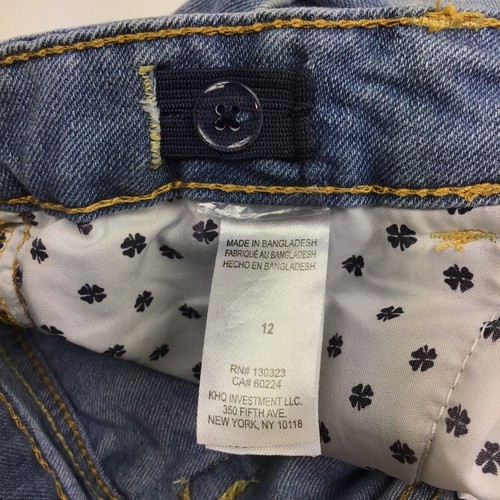 MADE IN BANGLADESH
FABRIQUÉ AU BANGLADESH
HECHO EN BANGLADESH
12
RN# 130323
CA# 60224
KHQ INVESTMENT LLC.
350 FIFTH AVE.
NEW YORK, NY 10118